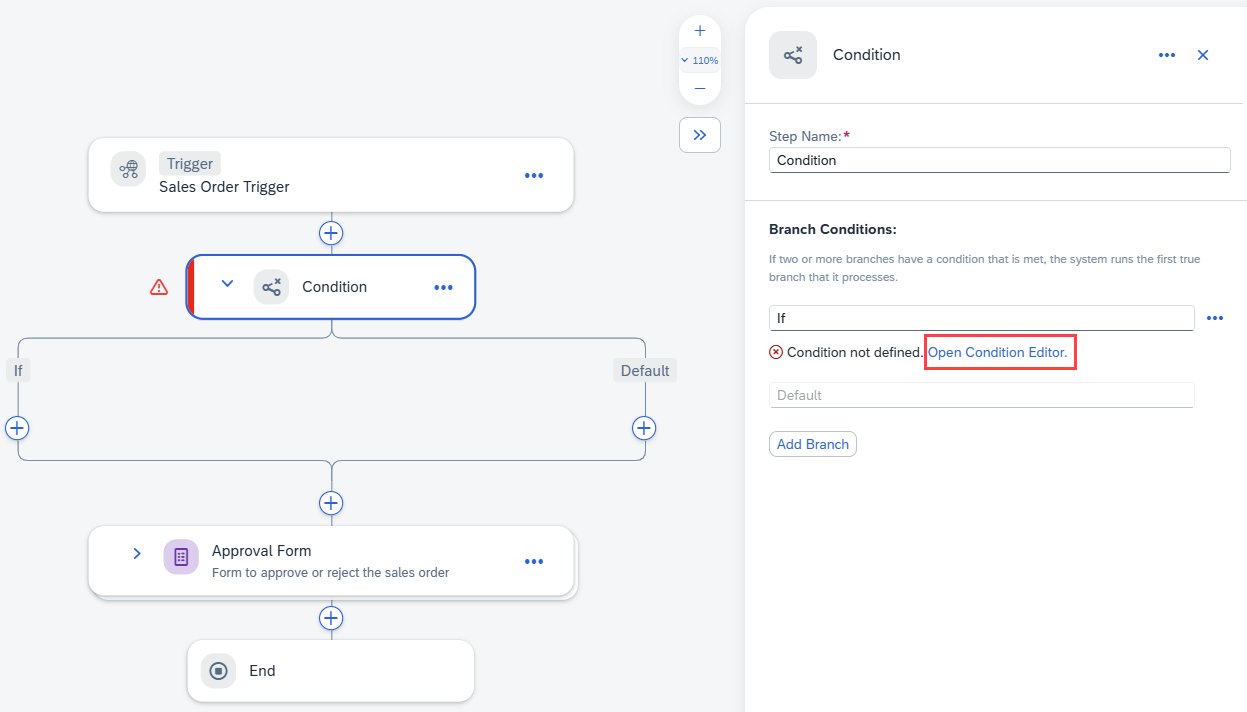 110%
Trigger
Sales Order Trigger
Condition
If
Default
Approval Form
Form to approve or reject the sales order
End
Condition
Step Name:*
Condition
Branch Conditions:
If two or more branches have a condition that is met, the system runs the first true
branch that it processes.
If
Condition not defined. Open Condition Editor.
Default
Add Branch